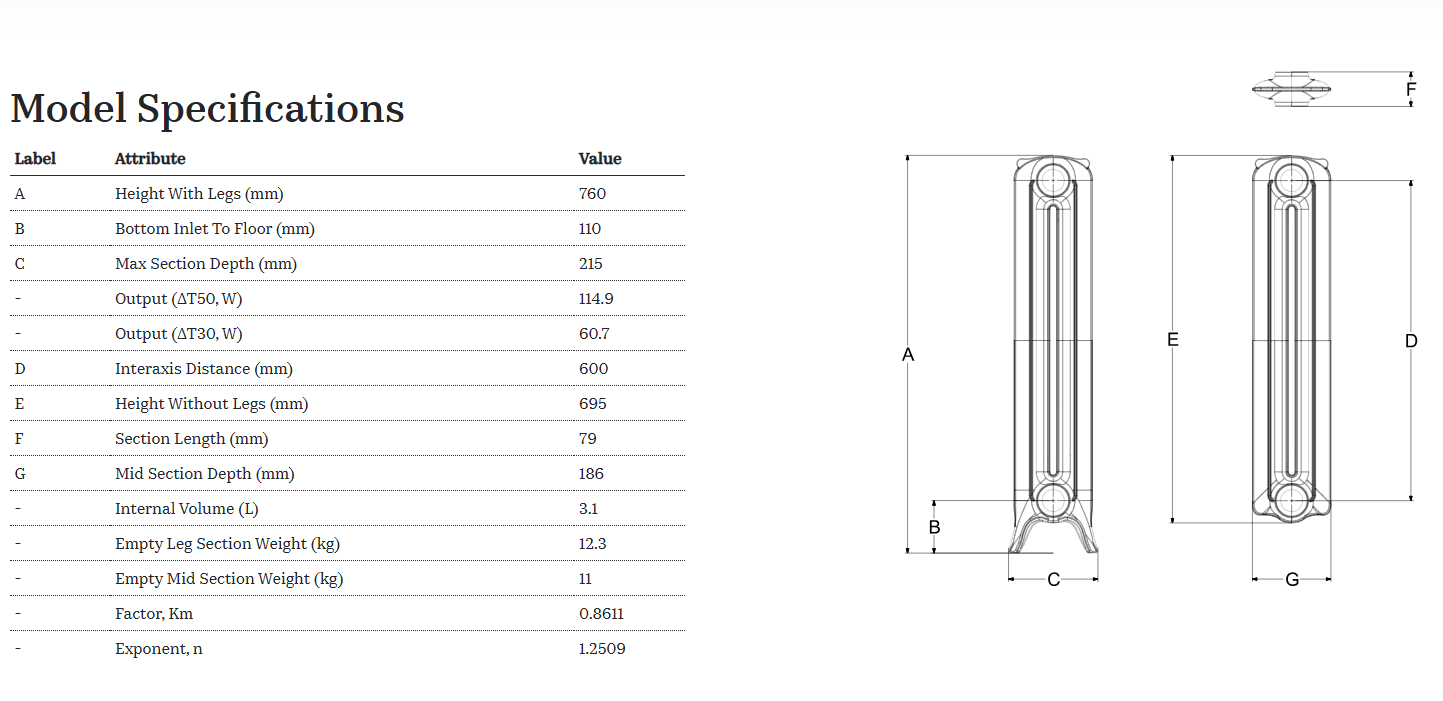 Model Specifications
Label Attribute Value
A Height With Legs (mm) 760
B Bottom Inlet To Floor (mm) 110
C Max Section Depth (mm) 215
- Output (ΔT50, W) 114.9
- Output (ΔT30, W) 60.7
D Interaxis Distance (mm) 600
E Height Without Legs (mm) 695
F Section Length (mm) 79
G Mid Section Depth (mm) 186
- Internal Volume (L) 3.1
- Empty Leg Section Weight (kg) 12.3
- Empty Mid Section Weight (kg) 11
- Factor, Km 0.8611
- Exponent, n 1.2509
F
A
E
D
B
C
G